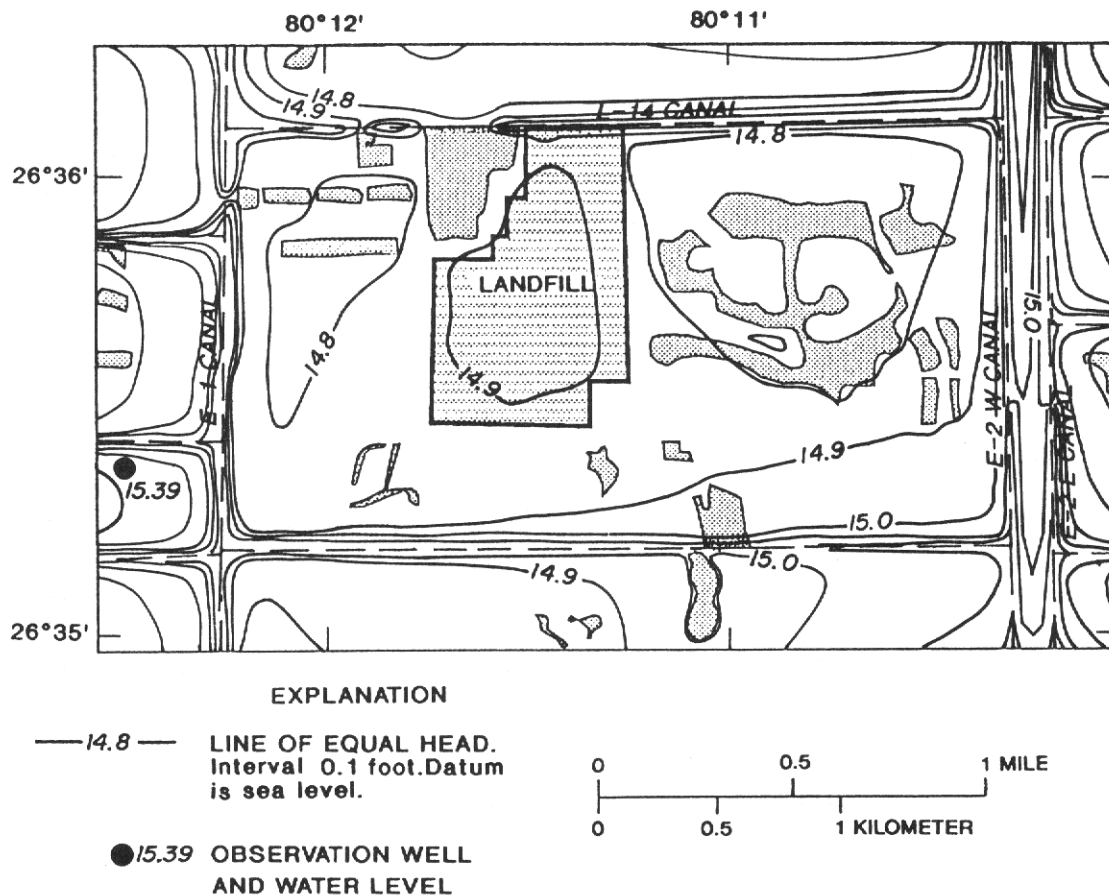 80°12'
80°11'
14.8
14.9
L-14 CANAL
14.8
26°36'
LANDFILL
E-1 CANAL
14.8
14.9
15.0
E-2 W CANAL
E-2 E CANAL
14.9
15.39
15.0
14.9
15.0
26°35'
EXPLANATION
14.8 LINE OF EQUAL HEAD.
Interval 0.1 foot.Datum
is sea level.
0 0.5 1 MILE
0 0.5 1 KILOMETER
15.39 OBSERVATION WELL
AND WATER LEVEL